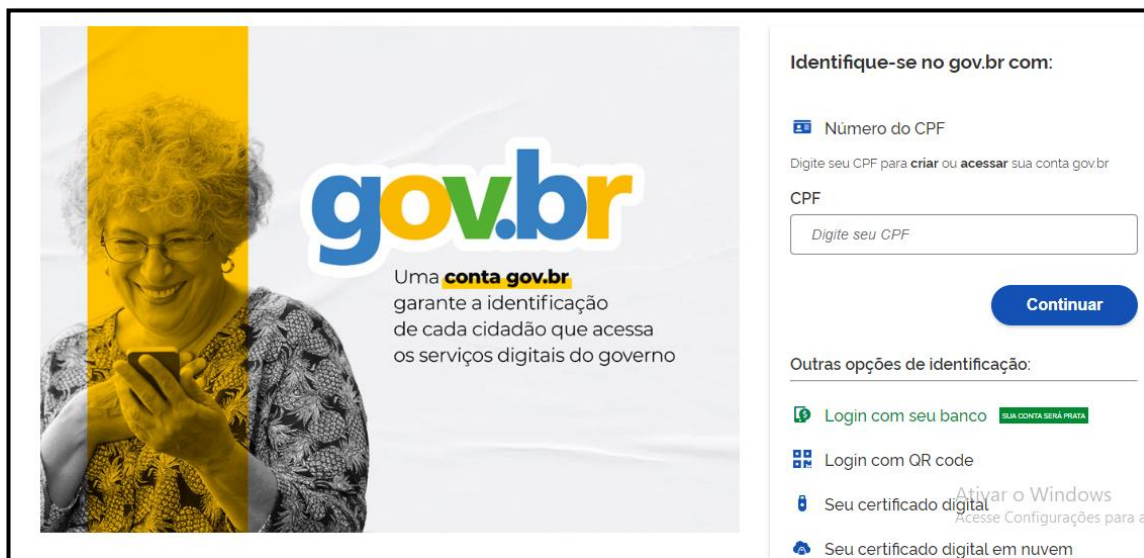 gov.br
Uma conta gov.br
garante a identificação
de cada cidadão que acessa
os serviços digitais do governo
Identifique-se no gov.br com:
Número do CPF
Digite seu CPF para criar ou acessar sua conta gov.br
CPF
Digite seu CPF
Continuar
Outras opções de identificação:
Login com seu banco SUA CONTA SERÁ PRATA
Login com QR code
Seu certificado digital
Seu certificado digital em nuvem
Ativar o Windows
Acesse Configurações para a